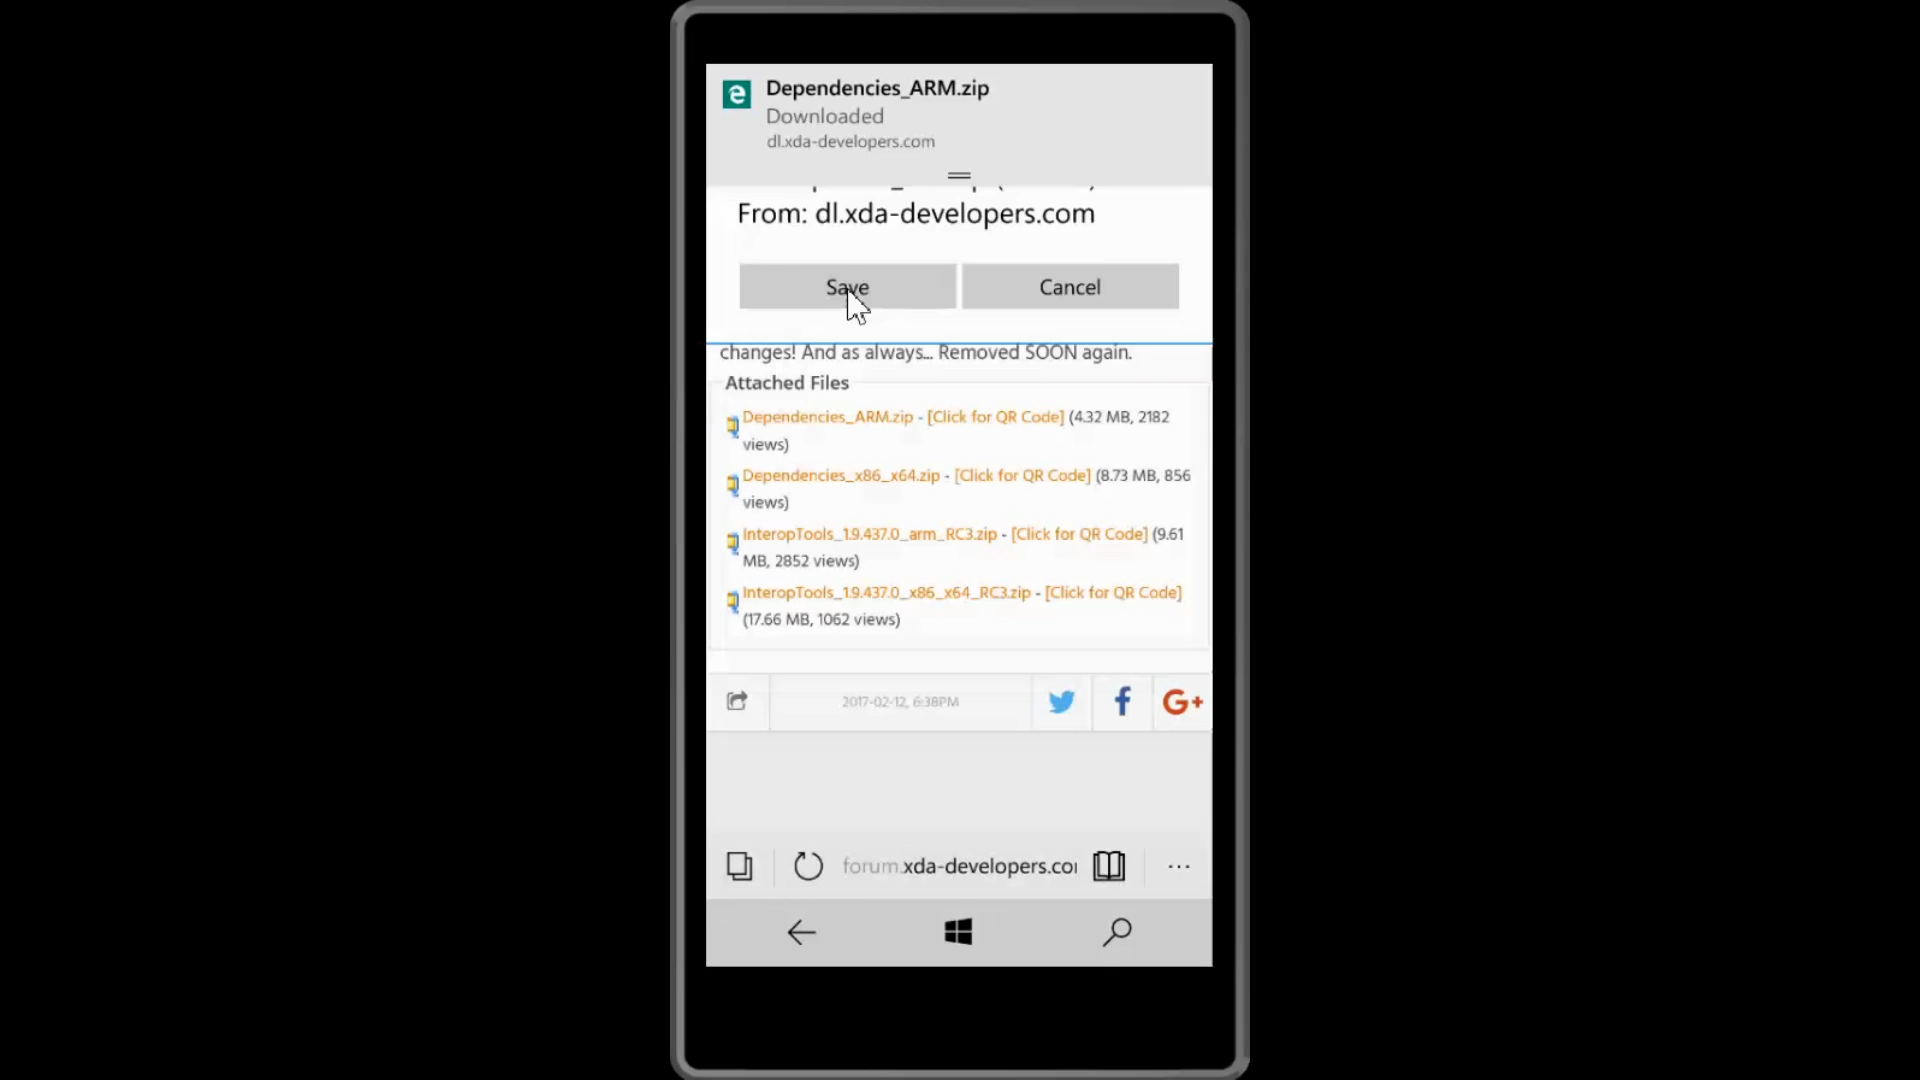 Dependencies_ARM.zip
Downloaded
dl.xda-developers.com
From: dl.xda-developers.com
Save
Cancel
changes! And as always... Removed SOON again.
Attached Files
Dependencies_ARM.zip - [Click for QR Code] (4.32 MB, 2182
views)
Dependencies_x86_x64.zip - [Click for QR Code] (8.73 MB, 856
views)
InteropTools_1.9.437.0_arm_RC3.zip - [Click for QR Code] (9.61
MB, 2852 views)
InteropTools_1.9.437.0_x86_x64_RC3.zip - [Click for QR Code]
(17.66 MB, 1062 views)
2017-02-12, 6:38PM
G+
forum.xda-developers.co